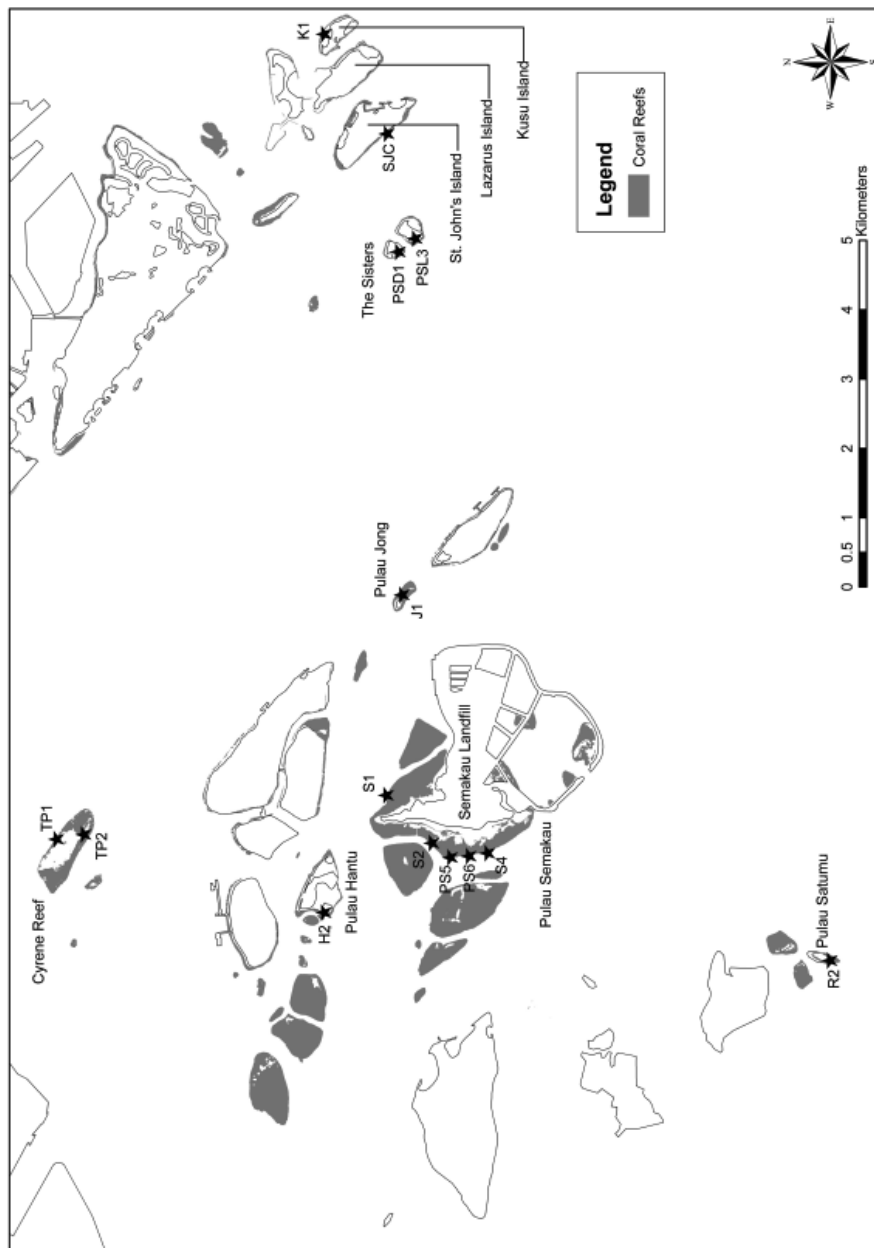 Cyrene Reef
TP1
TP2
H2
Pulau Hantu
S1
S2
PS5
PS6
S4
Semakau Landfill
Pulau Semakau
Pulau Jong
J1
R2
Pulau Satumu
The Sisters
PSD1
PSL3
SJC
K1
St. John's Island
Lazarus Island
Kusu Island
Legend
Coral Reefs
N
W
E
S
0 0.5 1 2 3 4 5
Kilometers